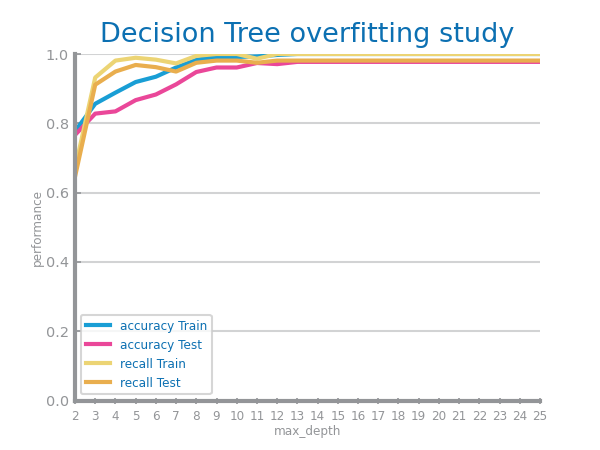 Decision Tree overfitting study
1.0
0.8
0.6
0.4
0.2
0.0
performance
accuracy Train
accuracy Test
recall Train
recall Test
2 3 4 5 6 7 8 9 10 11 12 13 14 15 16 17 18 19 20 21 22 23 24 25
max_depth